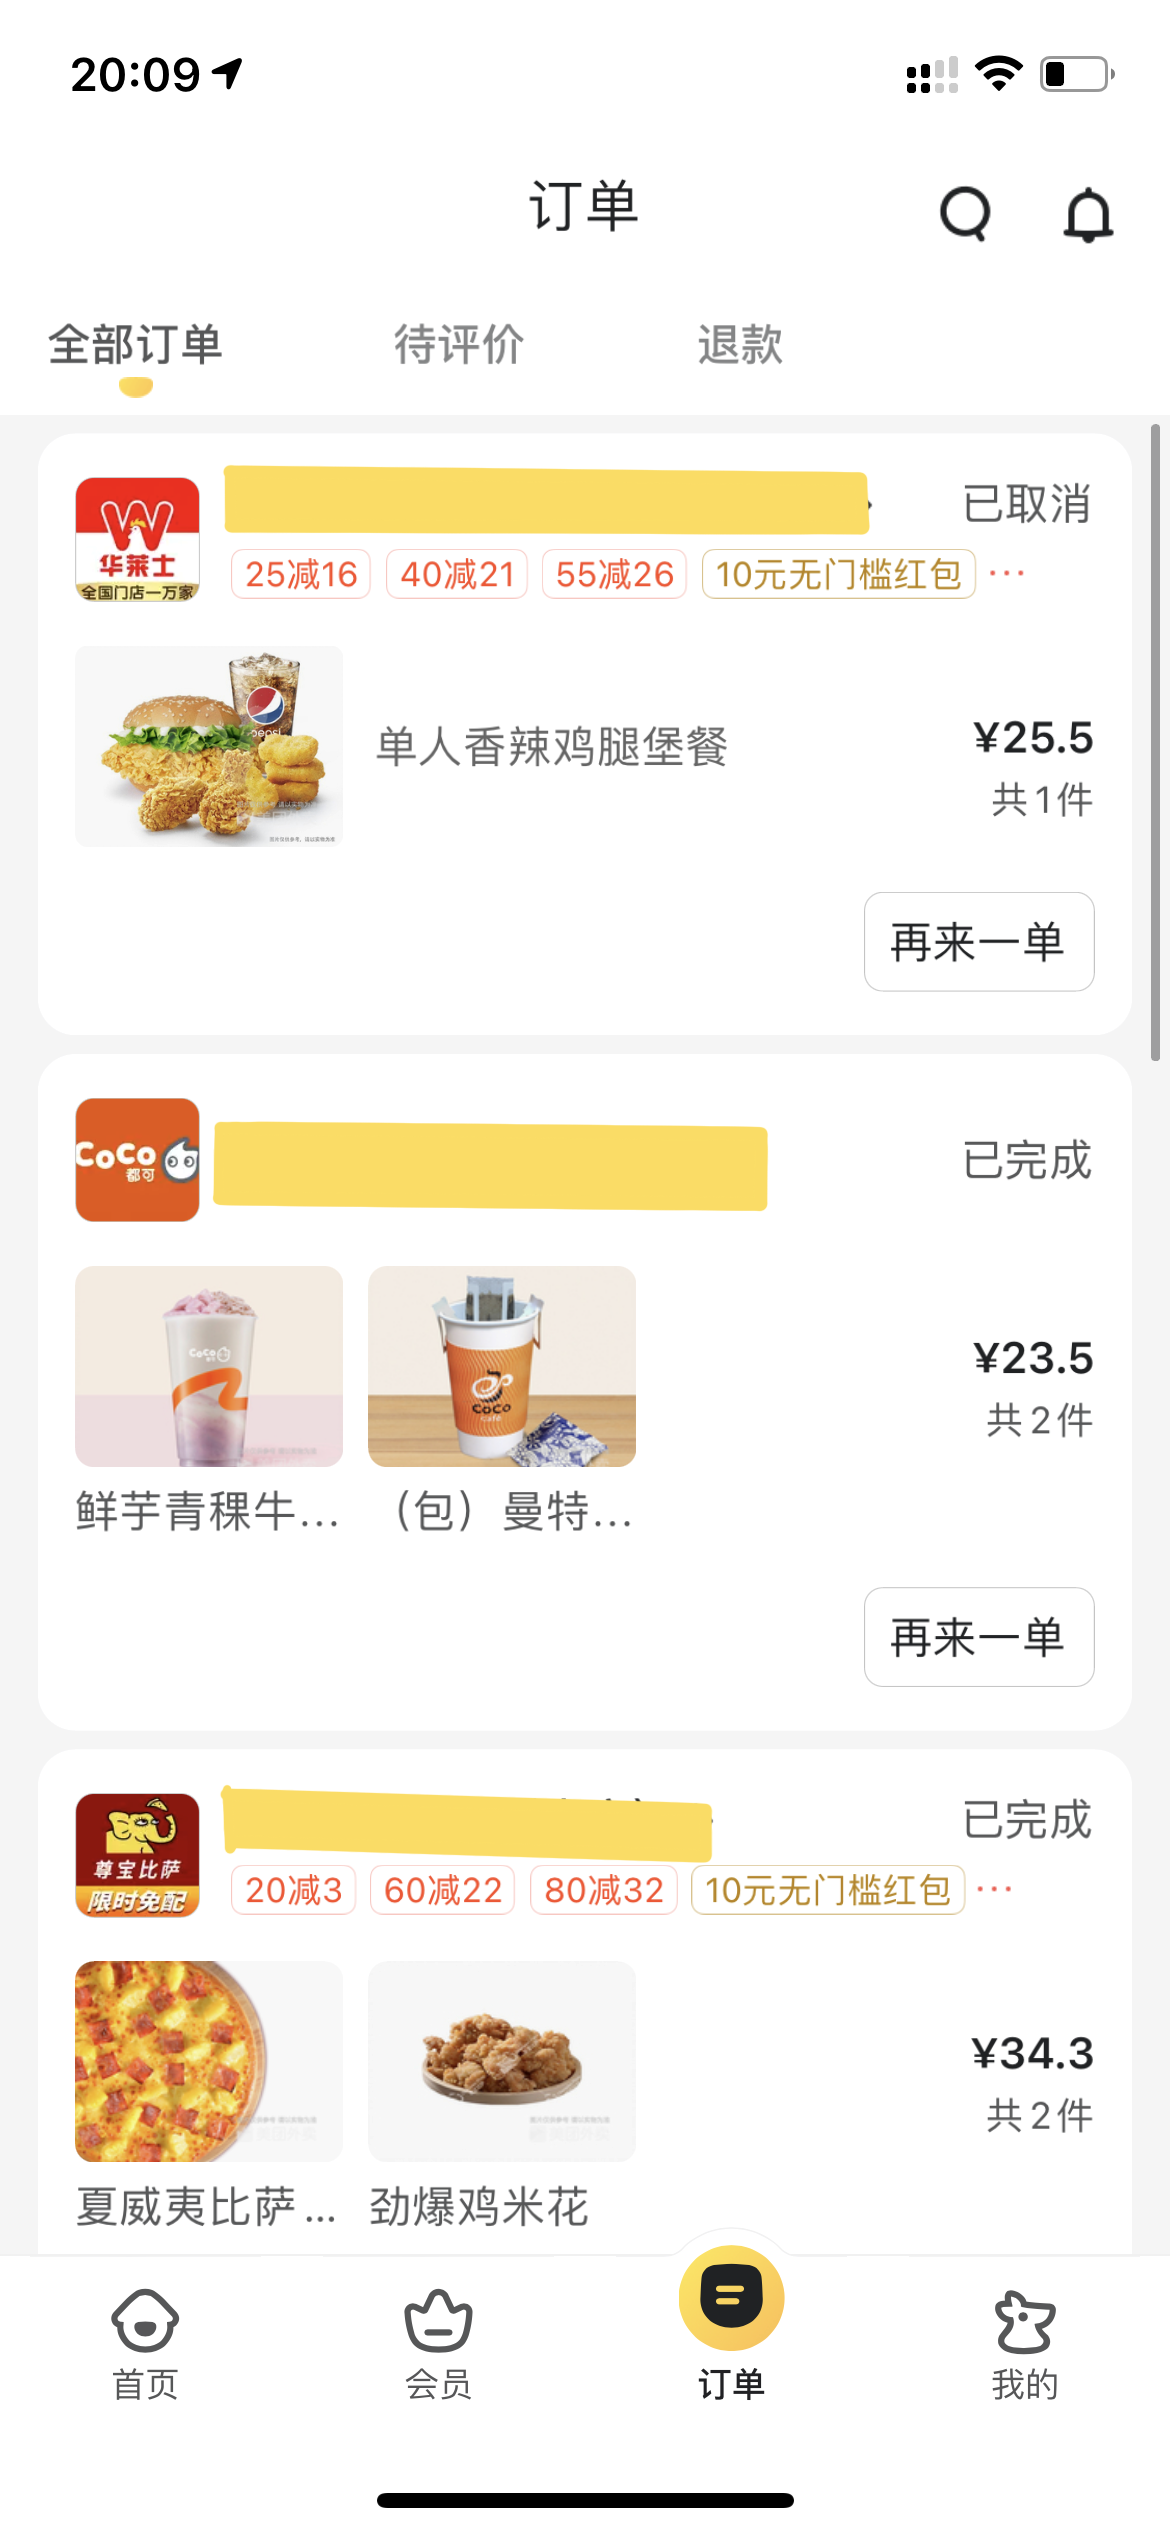 20:09
订单
全部订单 待评价 退款
华莱士
全国门店一万家
已取消
25减16 40减21 55减26 10元无门槛红包 ···
pepsi
单人香辣鸡腿堡餐
¥25.5
共1件
再来一单
CoCo
都可
已完成
CoCo
都可
COCO
café
¥23.5
共2件
鲜芋青稞牛... （包）曼特...
再来一单
尊宝比萨
限时免配
已完成
20减3 60减22 80减32 10元无门槛红包 ···
¥34.3
共2件
夏威夷比萨... 劲爆鸡米花
首页 会员 订单 我的